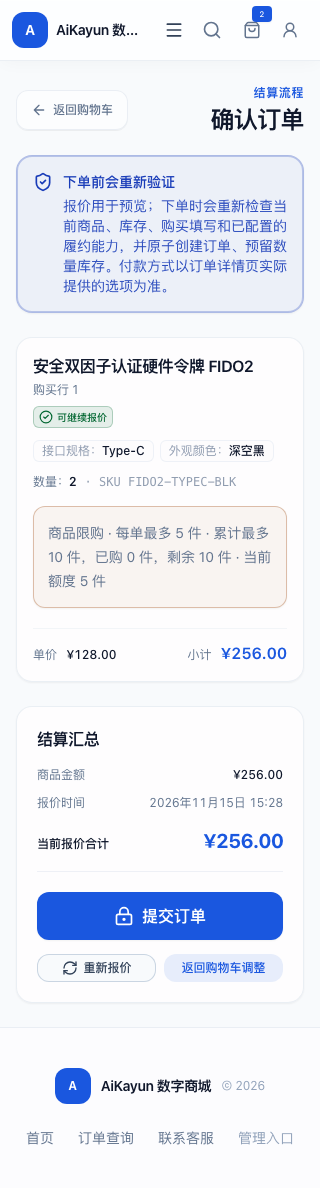 A AiKayun 数... 2
返回购物车
结算流程
确认订单
下单前会重新验证
报价用于预览；下单时会重新检查当
前商品、库存、购买填写和已配置的
履约能力，并原子创建订单、预留数
量库存。付款方式以订单详情页实际
提供的选项为准。
安全双因子认证硬件令牌 FIDO2
购买行 1
可继续报价
接口规格： Type-C 外观颜色： 深空黑
数量： 2 · SKU FIDO2-TYPEC-BLK
商品限购 · 每单最多 5 件 · 累计最多
10 件，已购 0 件，剩余 10 件 · 当前
额度 5 件
单价 ¥128.00 小计 ¥256.00
结算汇总
商品金额 ¥256.00
报价时间 2026年11月15日 15:28
当前报价合计 ¥256.00
提交订单
重新报价 返回购物车调整
A AiKayun 数字商城 © 2026
首页 订单查询 联系客服 管理入口